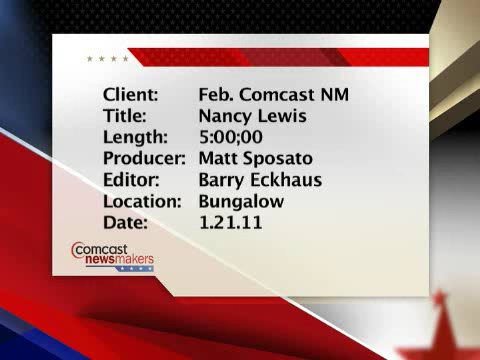 Client: Feb. Comcast NM
Title: Nancy Lewis
Length: 5:00;00
Producer: Matt Sposato
Editor: Barry Eckhaus
Location: Bungalow
Date: 1.21.11
comcast
newsmakers